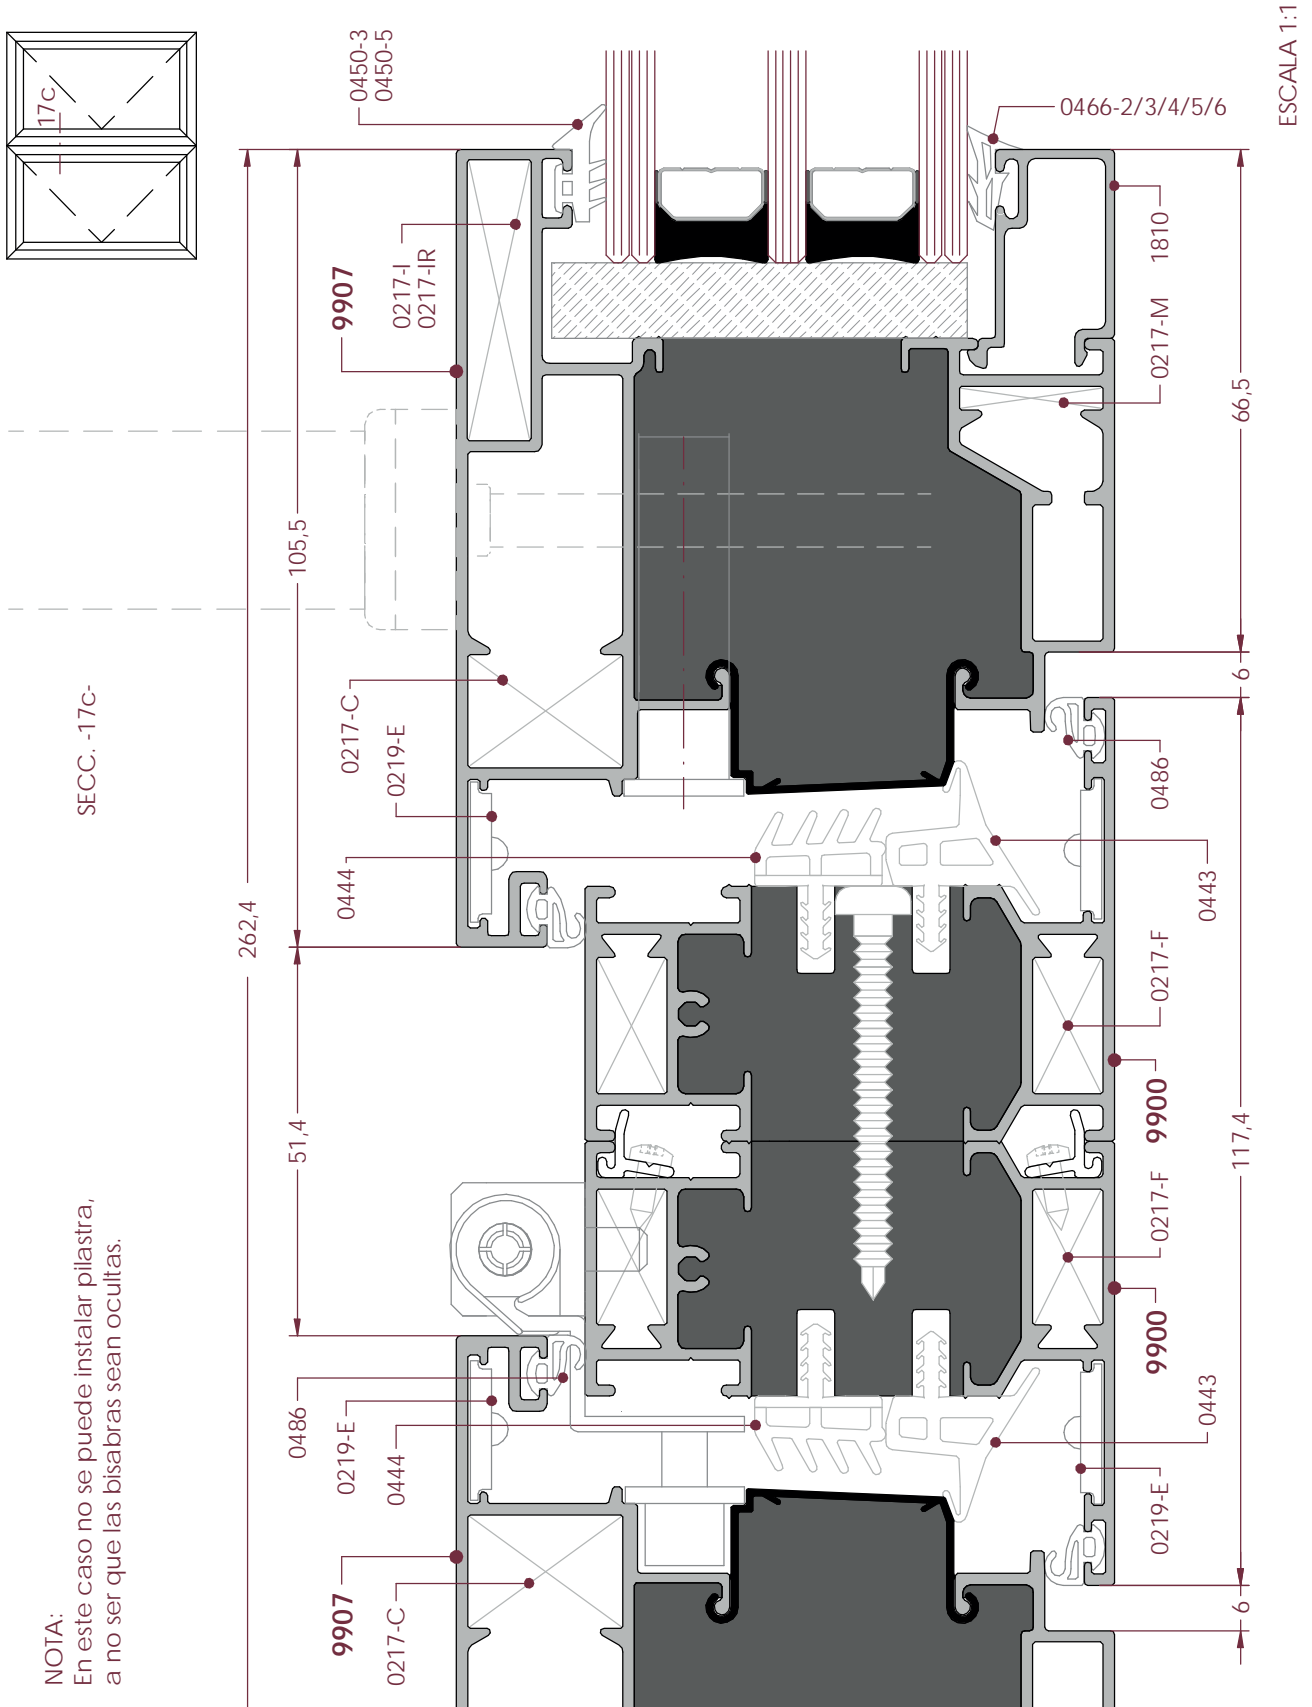 ESCALA 1:1
17c
0450-3
0450-5
0466-2/3/4/5/6
9907
0217-I
0217-IR
0217-M
1810
66,5
105,5
262,4
6
SECC. -17c-
0217-C
0219-E
0444
0486
0443
0217-F
9900
51,4
117,4
0217-F
9900
0486
0219-E
0444
0443
0219-E
9907
0217-C
6
NOTA:
En este caso no se puede instalar pilastra,
a no ser que las bisabras sean ocultas.